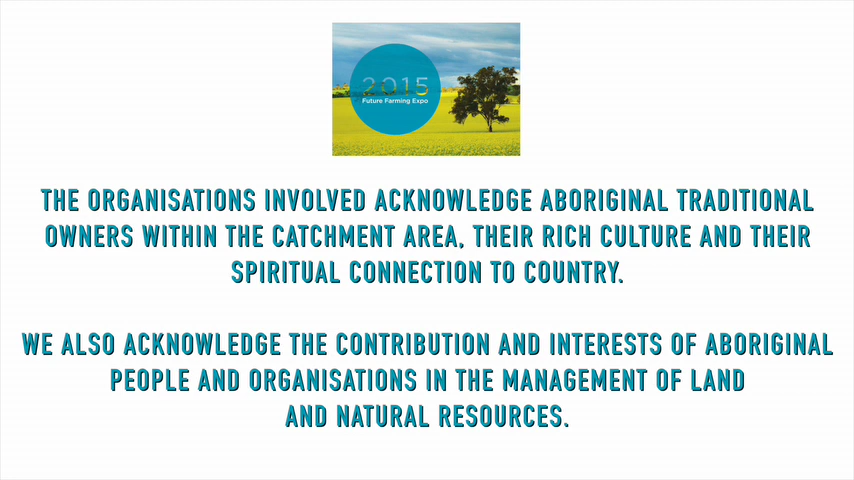 2015
Future Farming Expo
THE ORGANISATIONS INVOLVED ACKNOWLEDGE ABORIGINAL TRADITIONAL
OWNERS WITHIN THE CATCHMENT AREA, THEIR RICH CULTURE AND THEIR
SPIRITUAL CONNECTION TO COUNTRY.
WE ALSO ACKNOWLEDGE THE CONTRIBUTION AND INTERESTS OF ABORIGINAL
PEOPLE AND ORGANISATIONS IN THE MANAGEMENT OF LAND
AND NATURAL RESOURCES.